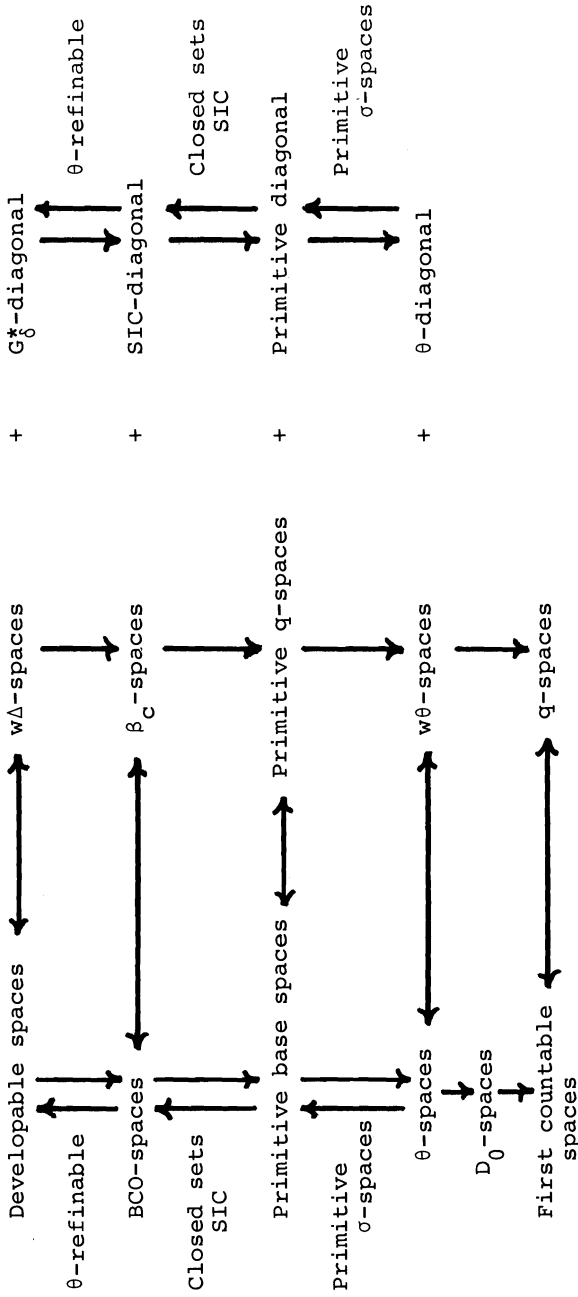 Developable spaces wΔ-spaces + G*δ-diagonal
θ-refinable θ-refinable
BCO-spaces βc-spaces + SIC-diagonal
Closed sets Closed sets
SIC SIC
Primitive base spaces Primitive q-spaces + Primitive diagonal
Primitive Primitive
σ-spaces σ-spaces
θ-spaces wθ-spaces + θ-diagonal
D0-spaces
First countable q-spaces
spaces